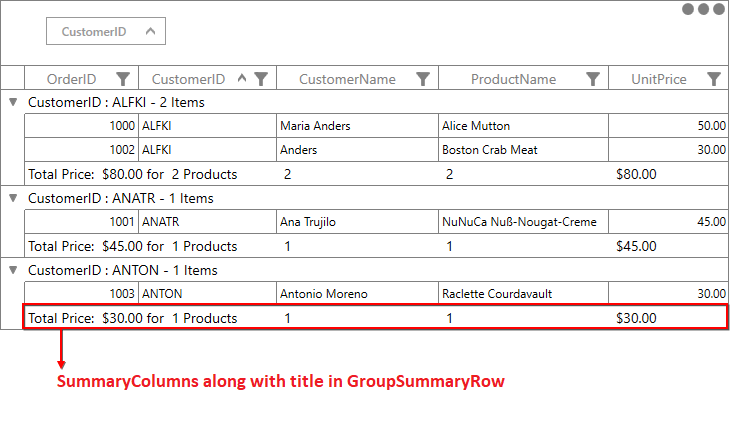 CustomerID
OrderID CustomerID CustomerName ProductName UnitPrice
CustomerID : ALFKI - 2 Items
1000 ALFKI Maria Anders Alice Mutton 50.00
1002 ALFKI Anders Boston Crab Meat 30.00
Total Price: $80.00 for 2 Products 2 2 $80.00
CustomerID : ANATR - 1 Items
1001 ANATR Ana Trujilo NuNuCa Nuß-Nougat-Creme 45.00
Total Price: $45.00 for 1 Products 1 1 $45.00
CustomerID : ANTON - 1 Items
1003 ANTON Antonio Moreno Raclette Courdavault 30.00
Total Price: $30.00 for 1 Products 1 1 $30.00
SummaryColumns along with title in GroupSummaryRow